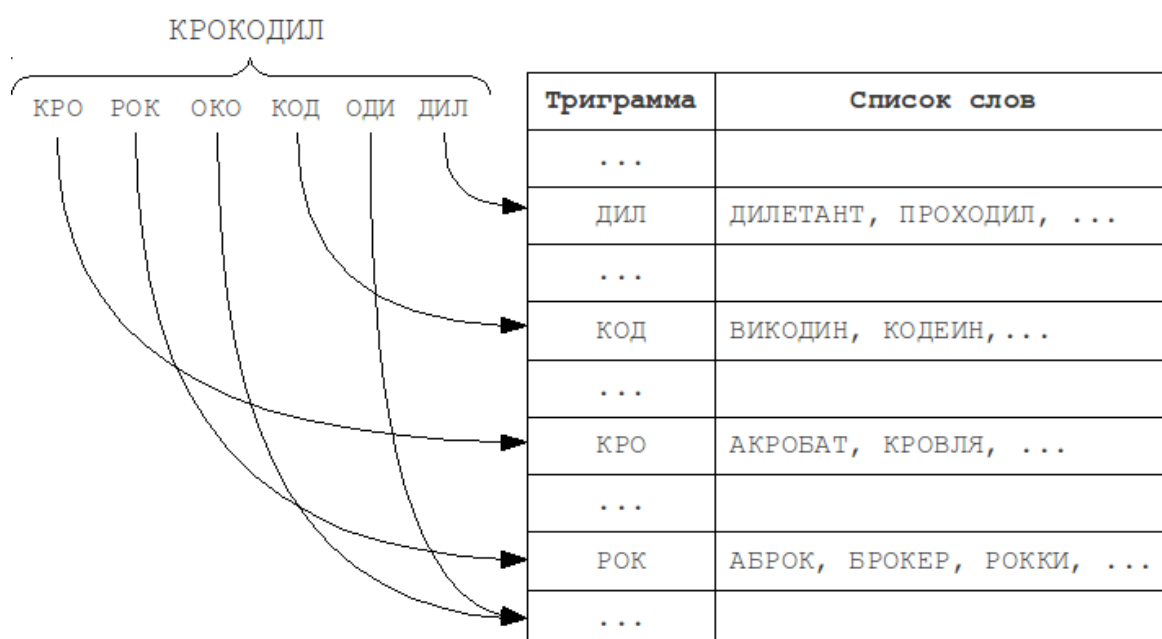 КРОКОДИЛ
КРО РОК ОКО КОД ОДИ ДИЛ
Триграмма Список слов
...
ДИЛ ДИЛЕТАНТ, ПРОХОДИЛ, ...
...
КОД ВИКОДИН, КОДЕИН,...
...
КРО АКРОБАТ, КРОВЛЯ, ...
...
РОК АБРОК, БРОКЕР, РОККИ, ...
...